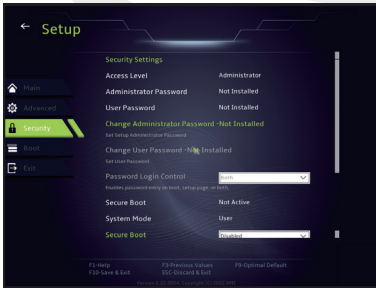 ← Setup
Security Settings
Access Level Administrator
Main
Administrator Password Not Installed
Advanced
User Password Not Installed
Security
Change Administrator Password -Not Installed
Set Setup Administrator Password
Boot
Change User Password -Not Installed
Set User Password
Exit
Password Login Control Both
Enables password entry on boot, setup page, or both.
Secure Boot Not Active
System Mode User
Secure Boot Disabled
F1-Help F3-Previous Values F9-Optimal Default
F10-Save & Exit ESC-Discard & Exit